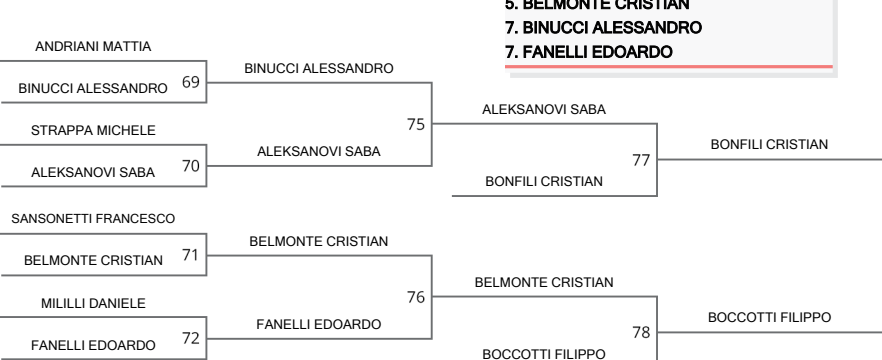 5. BELMONTE CRISTIAN
7. BINUCCI ALESSANDRO
7. FANELLI EDOARDO
ANDRIANI MATTIA
BINUCCI ALESSANDRO
69
BINUCCI ALESSANDRO
STRAPPA MICHELE
ALEKSANOVI SABA
70
ALEKSANOVI SABA
75
ALEKSANOVI SABA
BONFILI CRISTIAN
77
BONFILI CRISTIAN
SANSONETTI FRANCESCO
BELMONTE CRISTIAN
71
BELMONTE CRISTIAN
MILILLI DANIELE
FANELLI EDOARDO
72
FANELLI EDOARDO
76
BELMONTE CRISTIAN
BOCCOTTI FILIPPO
78
BOCCOTTI FILIPPO